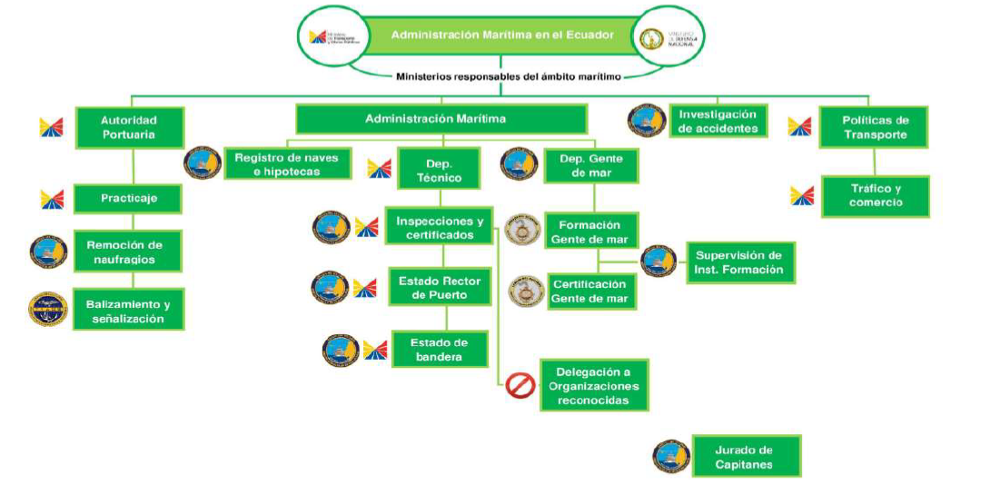 Administración Marítima en el Ecuador
Ministerios responsables del ámbito marítimo
Autoridad
Portuaria
Practicaje
Remoción de
naufragios
Balizamiento y
señalización
Administración Marítima
Registro de naves
e hipotecas
Dep.
Técnico
Inspecciones y
certificados
Estado Rector
de Puerto
Estado de
bandera
Dep. Gente
de mar
Formación
Gente de mar
Certificación
Gente de mar
Supervisión de
Inst. Formación
Delegación a
Organizaciones
reconocidas
Investigación
de accidentes
Políticas de
Transporte
Tráfico y
comercio
Jurado de
Capitanes